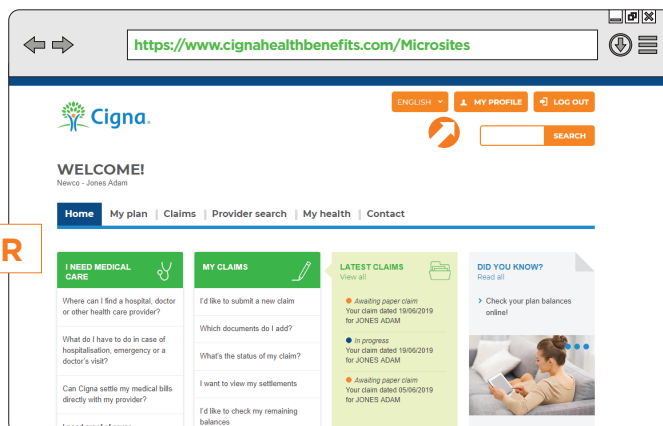 https://www.cignahealthbenefits.com/Microsites
Cigna.
ENGLISH
MY PROFILE
LOG OUT
SEARCH
WELCOME!
Newco - Jones Adam
Home
My plan
Claims
Provider search
My health
Contact
R
I NEED MEDICAL
CARE
Where can I find a hospital, doctor
or other health care provider?
What do I have to do in case of
hospitalisation, emergency or a
doctor's visit?
Can Cigna settle my medical bills
directly with my provider?
MY CLAIMS
I'd like to submit a new claim
Which documents do I add?
What's the status of my claim?
I want to view my settlements
I'd like to check my remaining
balances
LATEST CLAIMS
View all
Awaiting paper claim
Your claim dated 19/06/2019
for JONES ADAM
In progress
Your claim dated 19/06/2019
for JONES ADAM
Awaiting paper claim
Your claim dated 05/06/2019
for JONES ADAM
DID YOU KNOW?
Read all
Check your plan balances
online!